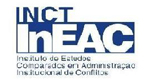 INCT
InEAC
Instituto de Estudos
Comparados em Administração
Institucional de Conflitos